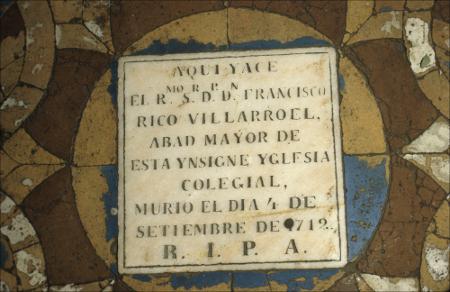 AQUI YACE
MO R P N
EL R. S. D. D. FRANCISCO
RICO VILLARROEL,
ABAD MAYOR DE
ESTA YNSIGNE YGLESIA
COLEGIAL,
MURIO EL DIA 4 DE
SETIEMBRE DE 1712.
R. I. P. A.